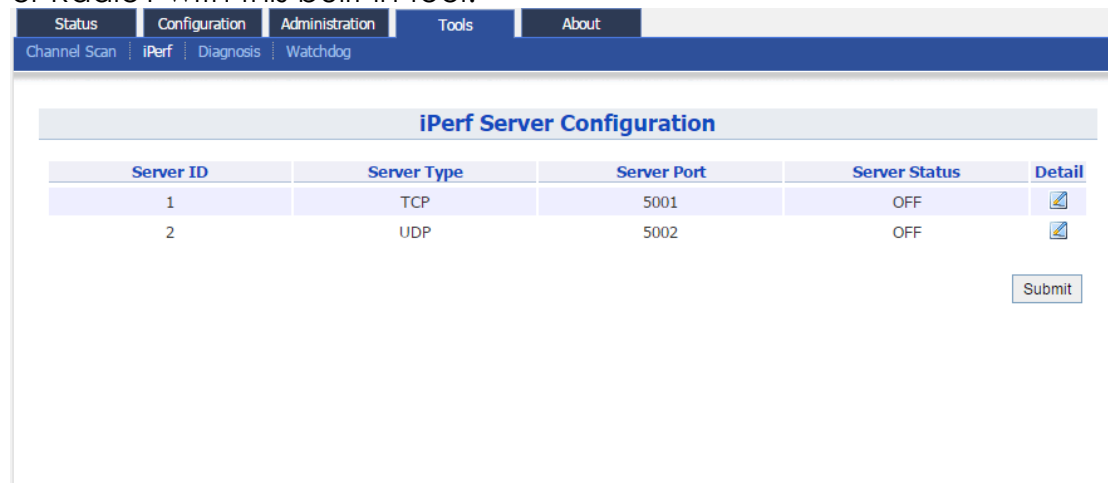 Status Configuration Administration Tools About
Channel Scan iPerf Diagnosis Watchdog
iPerf Server Configuration
Server ID Server Type Server Port Server Status Detail
1 TCP 5001 OFF
2 UDP 5002 OFF
Submit